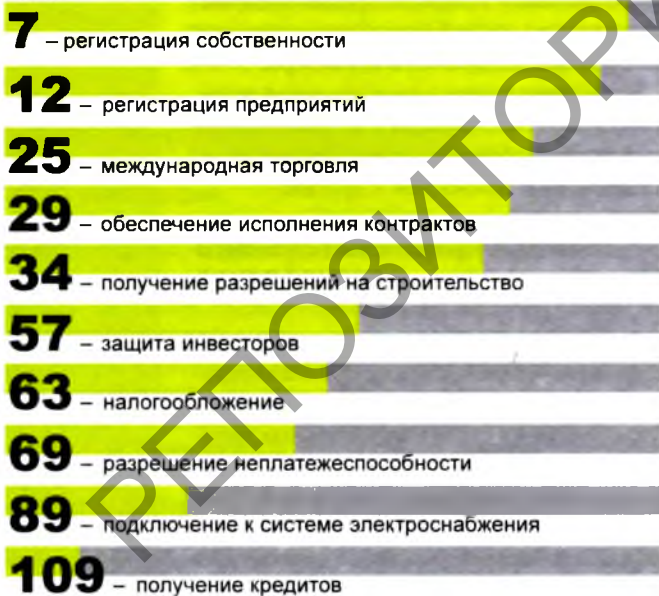 7 – регистрация собственности
12 – регистрация предприятий
25 – международная торговля
29 – обеспечение исполнения контрактов
34 – получение разрешений на строительство
57 – защита инвесторов
63 – налогообложение
69 – разрешение неплатежеспособности
89 – подключение к системе электроснабжения
109 – получение кредитов
РЕПОЗИТОРИ